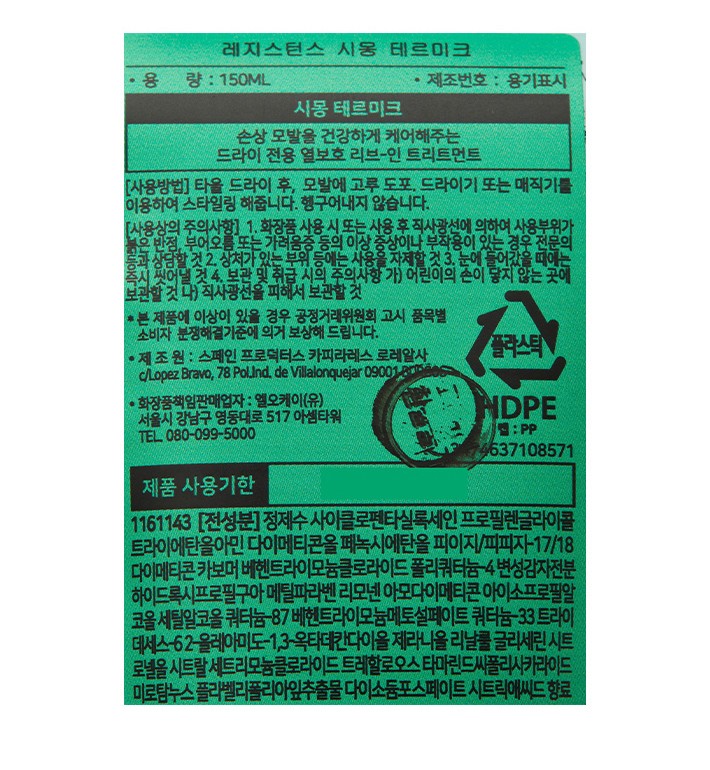 레지스턴스 시몽 테르미크
• 용 량 : 150ML • 제조번호 : 용기표시
시몽 테르미크
손상 모발을 건강하게 케어해주는
드라이 전용 열보호 리브-인 트리트먼트
[사용방법] 타올 드라이 후, 모발에 고루 도포. 드라이기 또는 매직기를
이용하여 스타일링 해줍니다. 헹구어내지 않습니다.
[사용상의 주의사항] 1. 화장품 사용 시 또는 사용 후 직사광선에 의하여 사용부위가
붉은 반점, 부어오름 또는 가려움증 등의 이상 증상이나 부작용이 있는 경우 전문의
등과 상담할 것 2. 상처가 있는 부위 등에는 사용을 자제할 것 3. 눈에 들어갔을 때에는
즉시 씻어낼 것 4. 보관 및 취급 시의 주의사항 가) 어린이의 손이 닿지 않는 곳에
보관할 것 나) 직사광선을 피해서 보관할 것
• 본 제품에 이상이 있을 경우 공정거래위원회 고시 품목별
소비자 분쟁해결기준에 의거 보상해 드립니다.
플라스틱
• 제 조 원 : 스페인 프로덕터스 카피라레스 로레알사
c/Lopez Bravo, 78 Pol.Ind. de Villalonquejar 09001
HDPE
캡 : PP
• 화장품책임판매업자 : 엘오케이(유)
서울시 강남구 영동대로 517 아셈타워
TEL. 080-099-5000
4637108571
제품 사용기한
1161143 [전성분] 정제수 사이클로펜타실록세인 프로필렌글라이콜
트라이에탄올아민 다이메티콘올 페녹시에탄올 피이지/피피자-17/18
다이메티콘 카보머 베헨트라이모늄클로라이드 폴리쿼터늄-4 변성감자전분
하이드록시프로필구아 메틸파라벤 리모넨 아모다이메티콘 아이소프로필알
코올 세틸알코올 쿼터늄-87 베헨트라이모늄메토설페이트 쿼터늄-33 트라이
데세스-6 2-올레아미도-1,3-옥타데칸다이올 제라니올 리날룰 글리세린 시트
로넬올 시트랄 세트리모늄클로라이드 트레할로오스 타마린드씨폴리사카라이드
미로탐누스 플라벨리폴리아잎추출물 다이소듐포스페이트 시트릭애씨드 향료